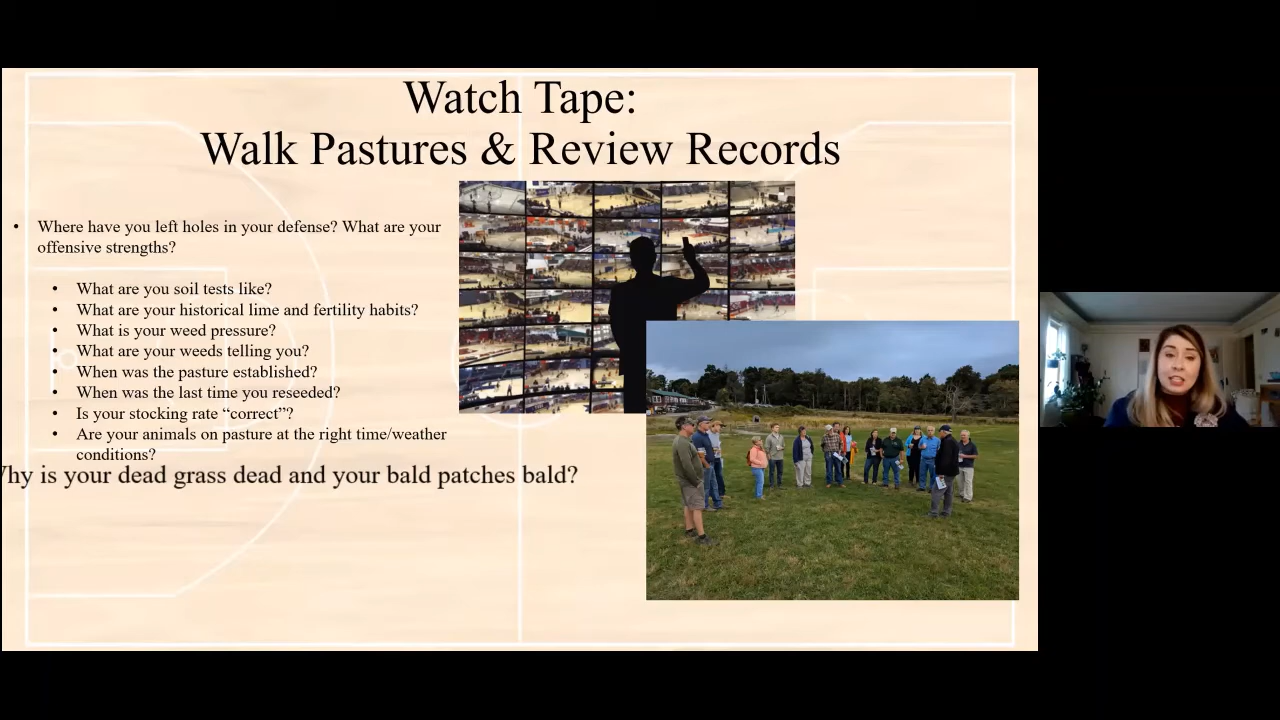 Watch Tape:
Walk Pastures & Review Records
• Where have you left holes in your defense? What are your
offensive strengths?
• What are you soil tests like?
• What are your historical lime and fertility habits?
• What is your weed pressure?
• What are your weeds telling you?
• When was the pasture established?
• When was the last time you reseeded?
• Is your stocking rate “correct”?
• Are your animals on pasture at the right time/weather
conditions?
Why is your dead grass dead and your bald patches bald?